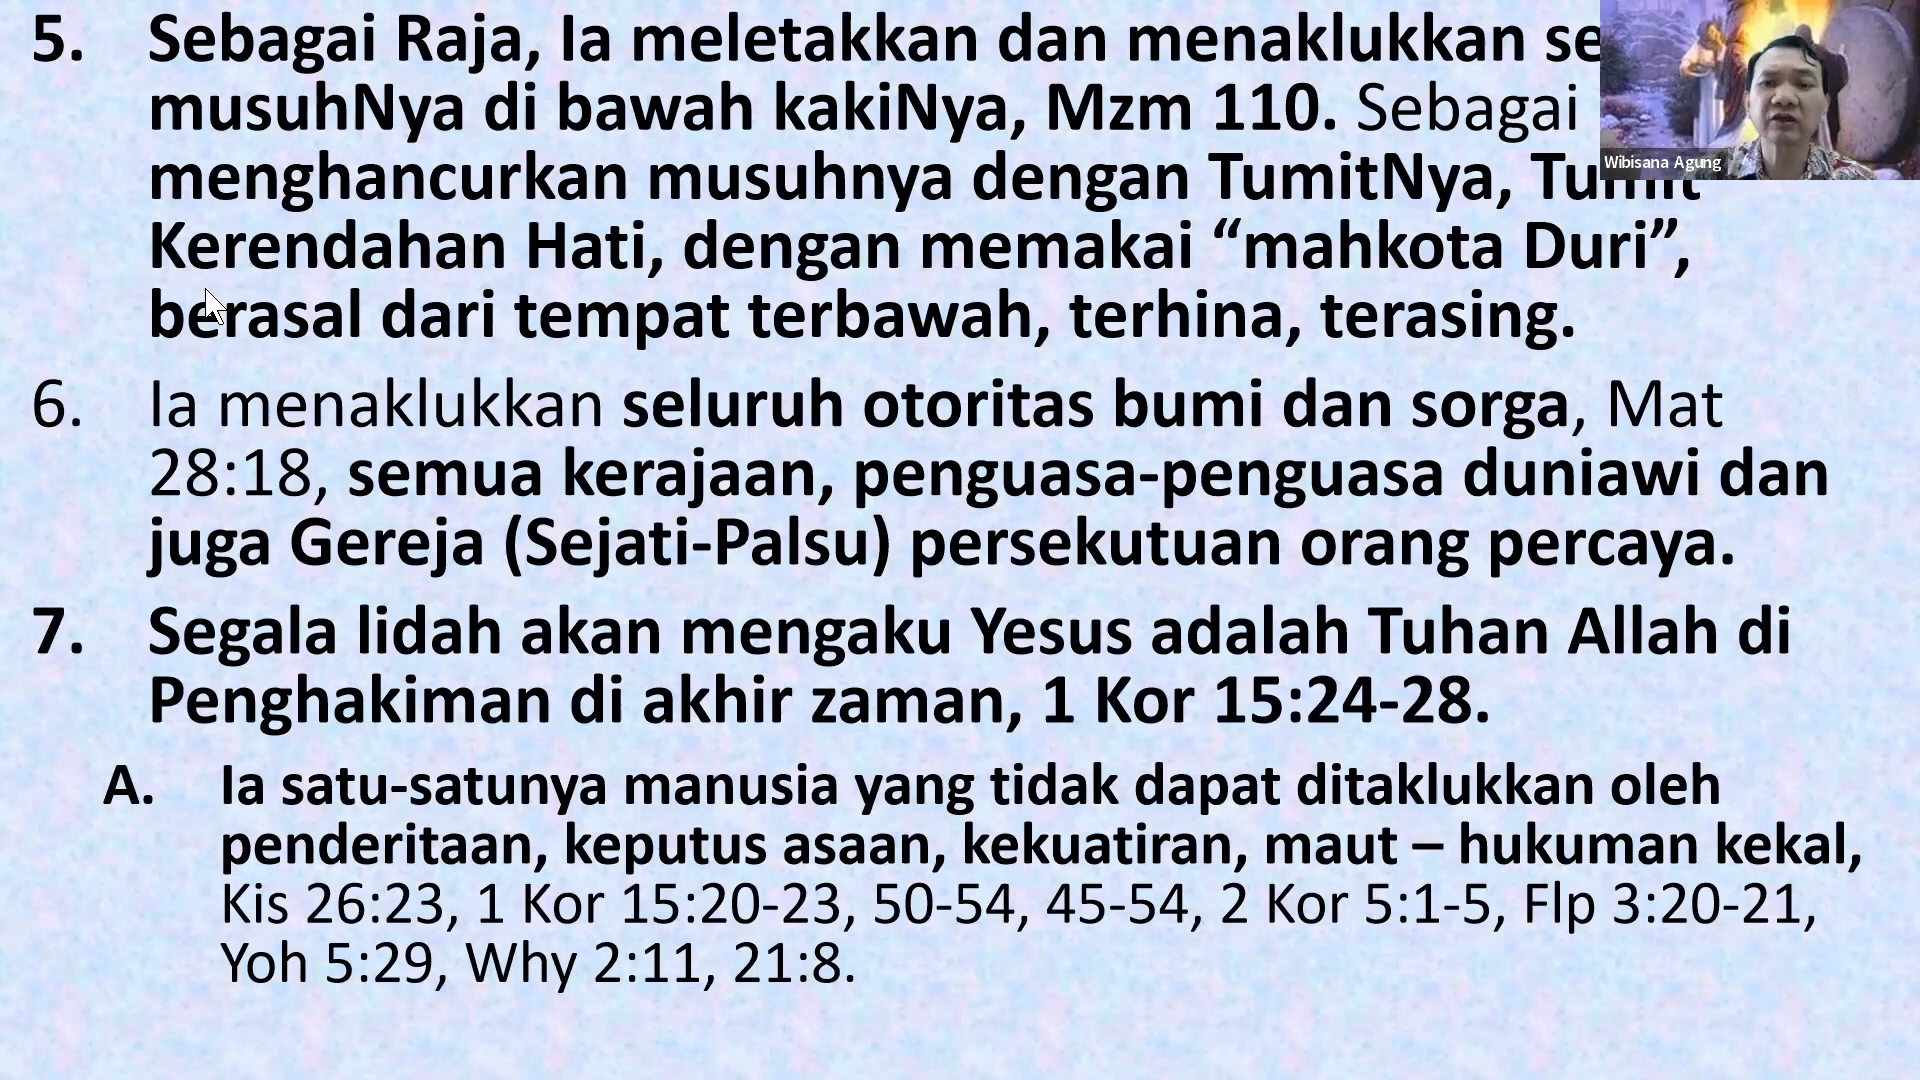 5. Sebagai Raja, Ia meletakkan dan menaklukkan
musuhNya di bawah kakiNya, Mzm 110. Sebagai
menghancurkan musuhnya dengan TumitNya, Tumit
Kerendahan Hati, dengan memakai “mahkota Duri”,
berasal dari tempat terbawah, terhina, terasing.
6. Ia menaklukkan seluruh otoritas bumi dan sorga, Mat
28:18, semua kerajaan, penguasa-penguasa duniawi dan
juga Gereja (Sejati-Palsu) persekutuan orang percaya.
7. Segala lidah akan mengaku Yesus adalah Tuhan Allah di
Penghakiman di akhir zaman, 1 Kor 15:24-28.
A. Ia satu-satunya manusia yang tidak dapat ditaklukkan oleh
penderitaan, keputus asaan, kekuatiran, maut – hukuman kekal,
Kis 26:23, 1 Kor 15:20-23, 50-54, 45-54, 2 Kor 5:1-5, Flp 3:20-21,
Yoh 5:29, Why 2:11, 21:8.
Wibisana Agung